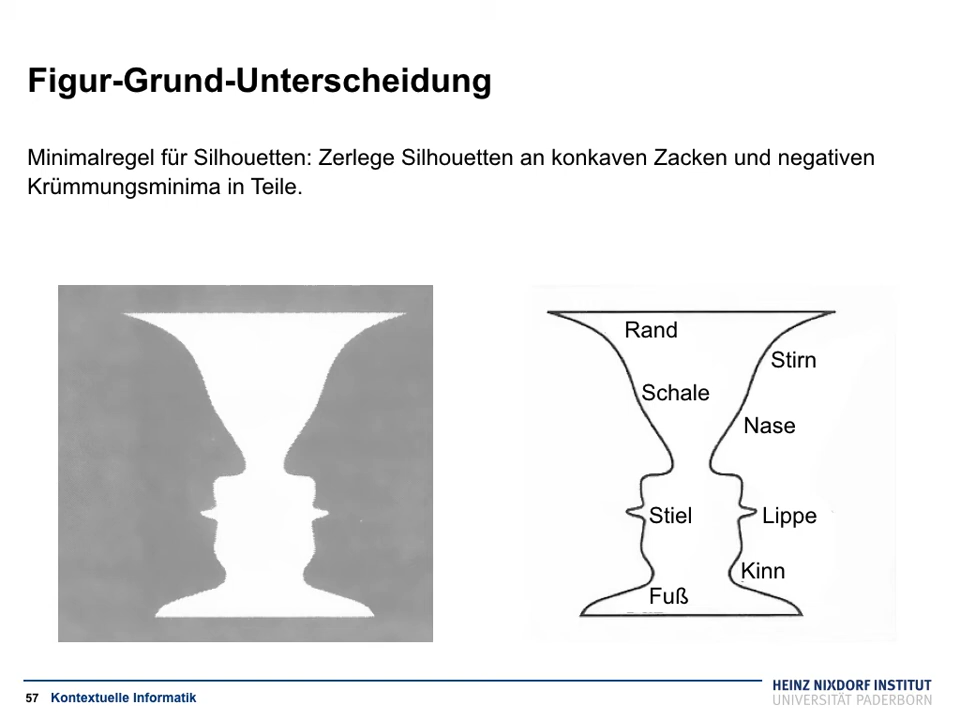 Figur-Grund-Unterscheidung
Minimalregel für Silhouetten: Zerlege Silhouetten an konkaven Zacken und negativen
Krümmungsminima in Teile.
Rand
Stirn
Schale
Nase
Stiel
Lippe
Kinn
Fuß
57 Kontextuelle Informatik
HEINZ NIXDORF INSTITUT
UNIVERSITÄT PADERBORN